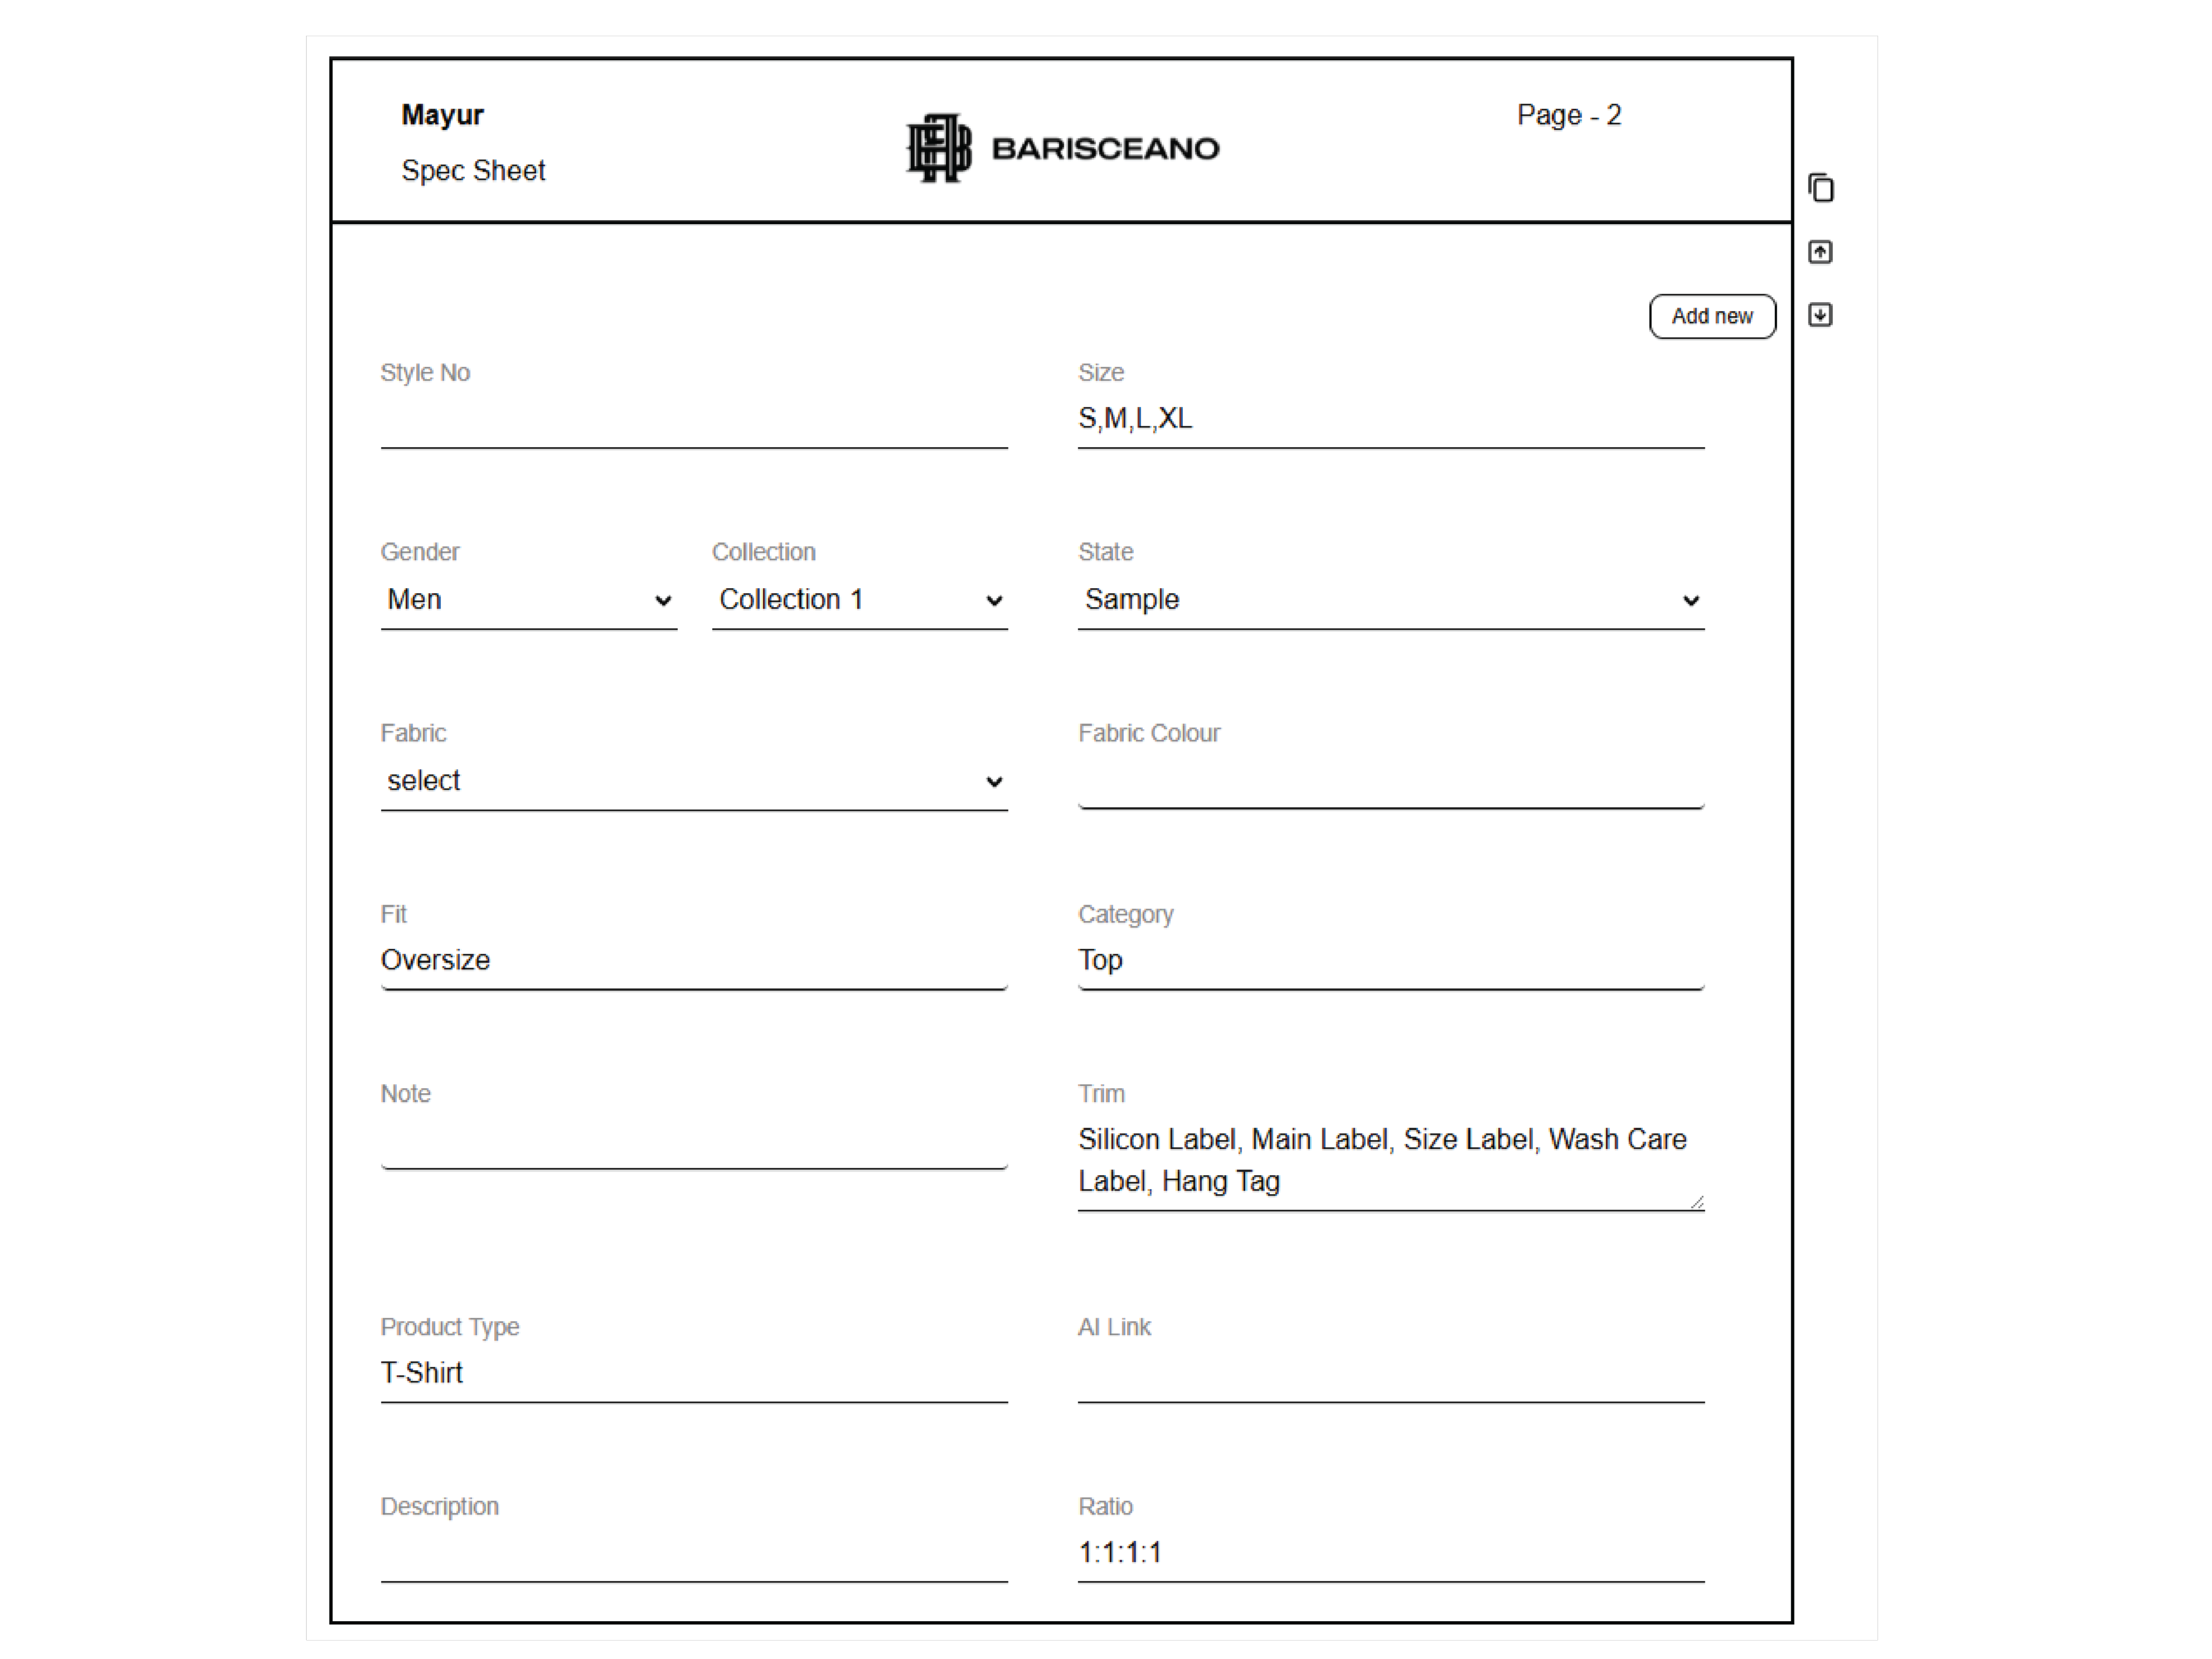 Mayur
Spec Sheet
BARISCEANO
Page - 2
Add new
Style No
Size
S,M,L,XL
Gender
Collection
State
Men
Collection 1
Sample
Fabric
Fabric Colour
select
Fit
Category
Oversize
Top
Note
Trim
Silicon Label, Main Label, Size Label, Wash Care
Label, Hang Tag
Product Type
AI Link
T-Shirt
Description
Ratio
1:1:1:1